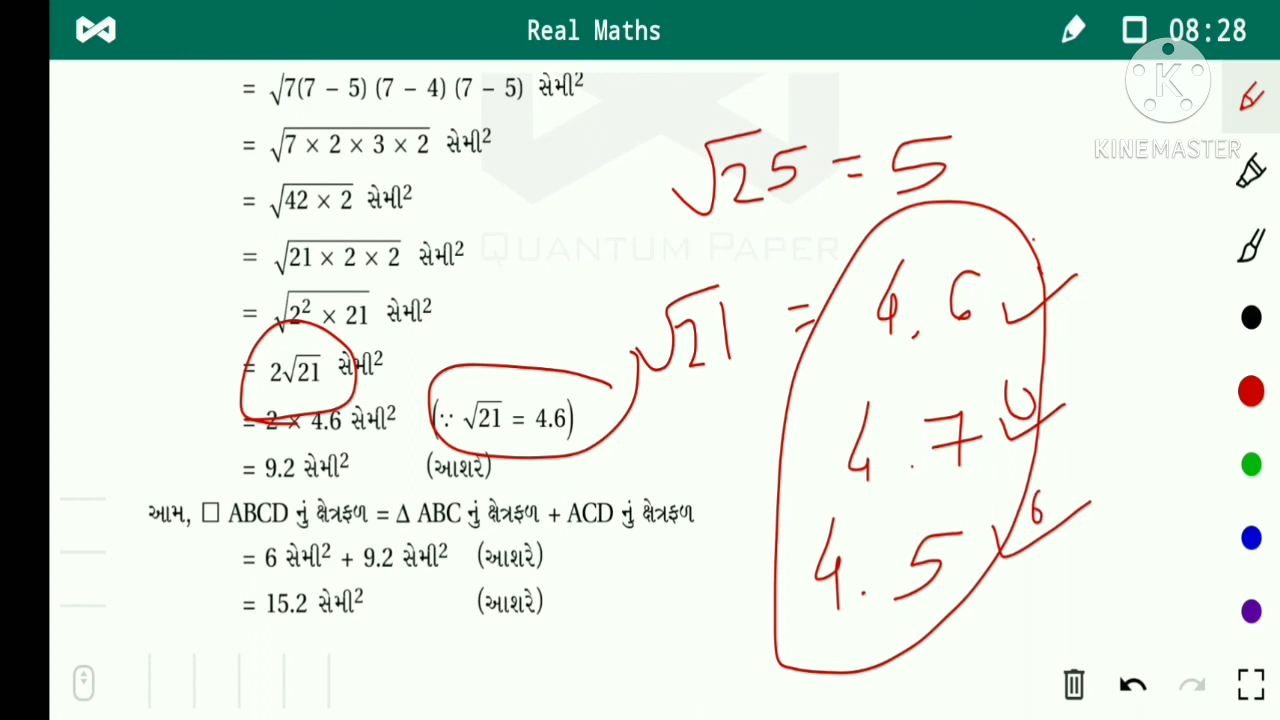 Real Maths 08:28
KINEMASTER
QUANTUM PAPER
= √7(7 − 5) (7 − 4) (7 − 5) સેમી²
= √7 × 2 × 3 × 2 સેમી²
= √42 × 2 સેમી²
= √21 × 2 × 2 સેમી²
= √2² × 21 સેમી²
= 2√21 સેમી²
= 2 × 4.6 સેમી² (∵ √21 = 4.6)
= 9.2 સેમી² (આશરે)
આમ, □ ABCD નું ક્ષેત્રફળ = Δ ABC નું ક્ષેત્રફળ + ACD નું ક્ષેત્રફળ
= 6 સેમી² + 9.2 સેમી² (આશરે)
= 15.2 સેમી² (આશરે)
√25 = 5
√21 = 4.6
4.7
4.5